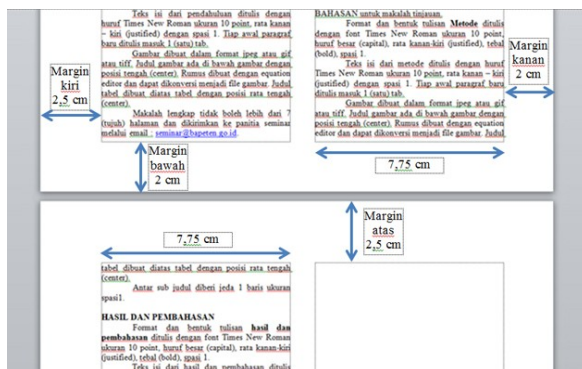 Teks isi dari pendahuluan ditulis dengan
huruf Times New Roman ukuran 10 point, rata kanan
– kiri (justified) dengan spasi 1. Tiap awal paragraf
baru ditulis masuk 1 (satu) tab.
Gambar dibuat dalam format jpeg atau gif
atau tiff. Judul gambar ada di bawah gambar dengan
posisi tengah (center). Rumus dibuat dengan equation
editor dan dapat dikonversi menjadi file gambar. Judul
tabel dibuat diatas tabel dengan posisi rata tengah
(center).
Makalah lengkap tidak boleh lebih dari 7
(tujuh) halaman dan dikirimkan ke panitia seminar
melalui email : seminar@bapeten.go.id.
Margin
kiri
2,5 cm
Margin
bawah
2 cm
BAHASAN untuk makalah tinjauan.
Format dan bentuk tulisan Metode ditulis
dengan font Times New Roman ukuran 10 point,
huruf besar (capital), rata kanan-kiri (justified), tebal
(bold), spasi 1.
Teks isi dari metode ditulis dengan huruf
Times New Roman ukuran 10 point, rata kanan – kiri
(justified) dengan spasi 1. Tiap awal paragraf baru
ditulis masuk 1 (satu) tab.
Gambar dibuat dalam format jpeg atau gif
atau tiff. Judul gambar ada di bawah gambar dengan
posisi tengah (center). Rumus dibuat dengan equation
editor dan dapat dikonversi menjadi file gambar. Judul
Margin
kanan
2 cm
7,75 cm
7,75 cm
Margin
atas
2,5 cm
tabel dibuat diatas tabel dengan posisi rata tengah
(center).
Antar sub judul diberi jeda 1 baris ukuran
spasi1.
HASIL DAN PEMBAHASAN
Format dan bentuk tulisan hasil dan
pembahasan ditulis dengan font Times New Roman
ukuran 10 point, huruf besar (capital), rata kanan-kiri
(justified), tebal (bold), spasi 1.
Teks isi dari hasil dan pembahasan ditulis